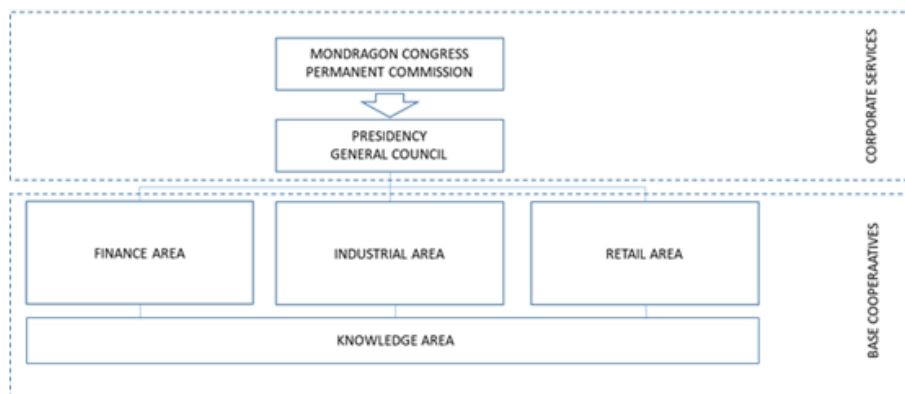 MONDRAGON CONGRESS
PERMANENT COMMISSION
PRESIDENCY
GENERAL COUNCIL
CORPORATE SERVICES
FINANCE AREA
INDUSTRIAL AREA
RETAIL AREA
KNOWLEDGE AREA
BASE COOPERAATIVES